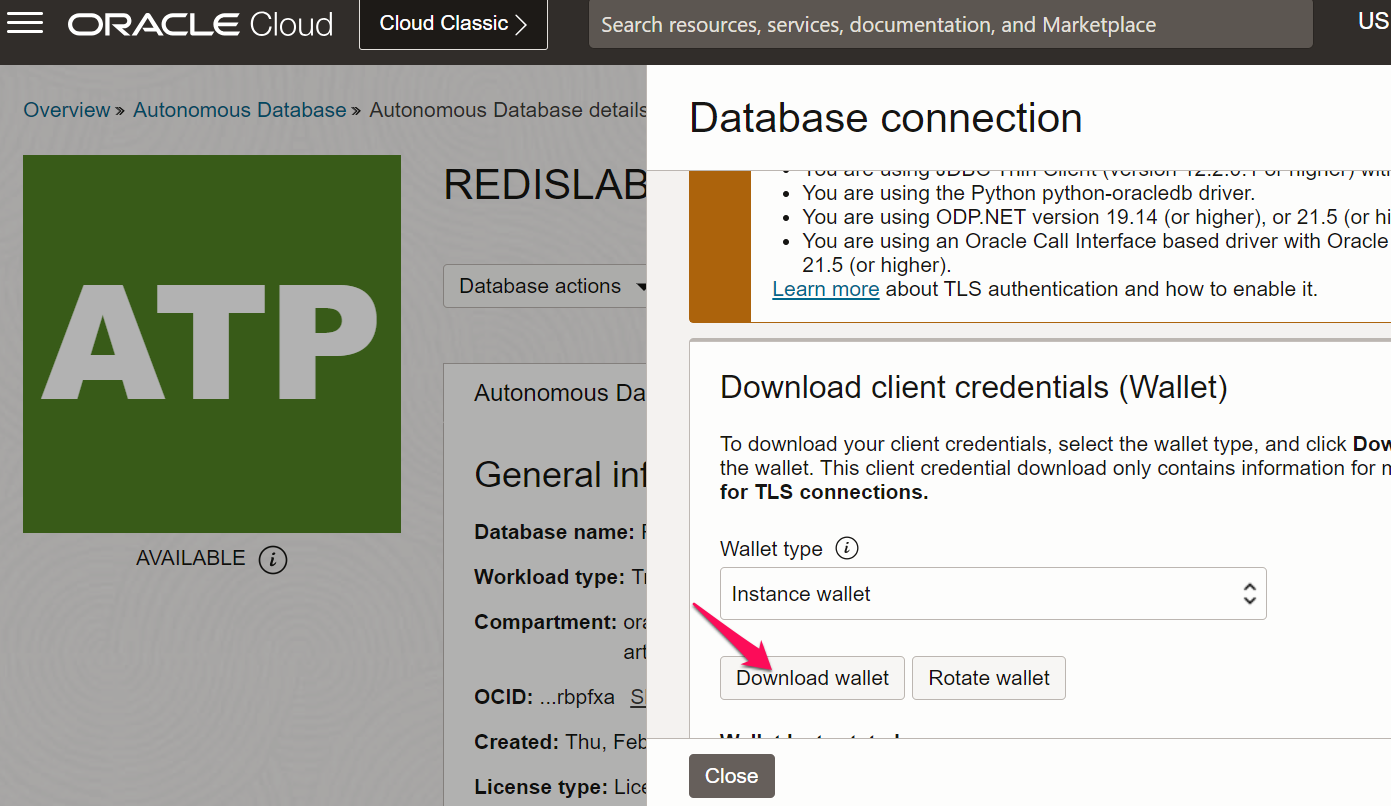 ORACLE Cloud
Cloud Classic
Search resources, services, documentation, and Marketplace
US
Overview » Autonomous Database » Autonomous Database details
ATP
AVAILABLE
REDISLAB
Database actions
Autonomous Da
General inf
Database name:
Workload type:
Compartment: ora
art
OCID: ...rbpfxa
Created: Thu, Feb
License type: Lice
Database connection
You are using JDBC Thin Client (version 12.2.0.1 or higher) with
• You are using the Python python-oracledb driver.
• You are using ODP.NET version 19.14 (or higher), or 21.5 (or hi
• You are using an Oracle Call Interface based driver with Oracle
21.5 (or higher).
Learn more about TLS authentication and how to enable it.
Download client credentials (Wallet)
To download your client credentials, select the wallet type, and click Dow
the wallet. This client credential download only contains information for m
for TLS connections.
Wallet type
Instance wallet
Download wallet
Rotate wallet
Close